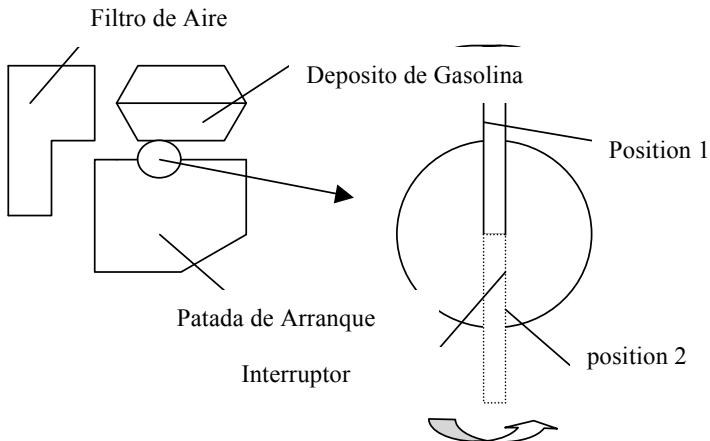 Filtro de Aire
Deposito de Gasolina
Position 1
Patada de Arranque
position 2
Interruptor